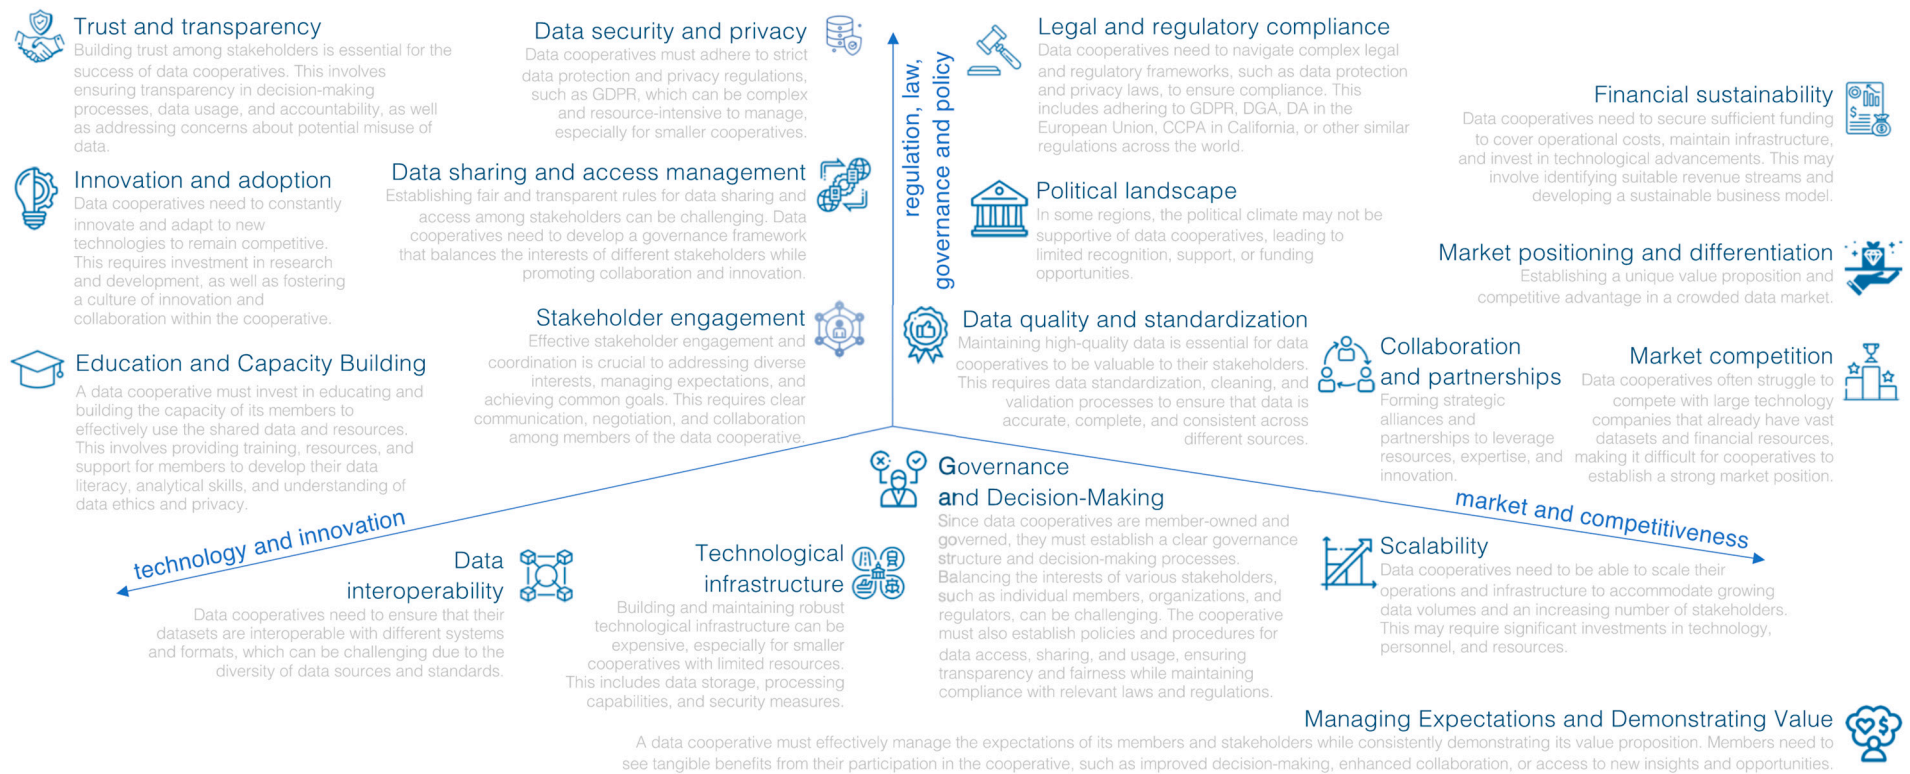 Trust and transparency
Building trust among stakeholders is essential for the
success of data cooperatives. This involves
ensuring transparency in decision-making
processes, data usage, and accountability, as well
as addressing concerns about potential misuse of
data.
Innovation and adoption
Data cooperatives need to constantly
innovate and adapt to new
technologies to remain competitive.
This requires investment in research
and development, as well as fostering
a culture of innovation and
collaboration within the cooperative.
Education and Capacity Building
A data cooperative must invest in educating and
building the capacity of its members to
effectively use the shared data and resources.
This involves providing training, resources, and
support for members to develop their data
literacy, analytical skills, and understanding of
data ethics and privacy.
Data security and privacy
Data cooperatives must adhere to strict
data protection and privacy regulations,
such as GDPR, which can be complex
and resource-intensive to manage,
especially for smaller cooperatives.
Data sharing and access management
Establishing fair and transparent rules for data sharing and
access among stakeholders can be challenging. Data
cooperatives need to develop a governance framework
that balances the interests of different stakeholders while
promoting collaboration and innovation.
Stakeholder engagement
Effective stakeholder engagement and
coordination is crucial to addressing diverse
interests, managing expectations, and
achieving common goals. This requires clear
communication, negotiation, and collaboration
among members of the data cooperative.
regulation, law,
governance and policy
Legal and regulatory compliance
Data cooperatives need to navigate complex legal
and regulatory frameworks, such as data protection
and privacy laws, to ensure compliance. This
includes adhering to GDPR, DGA, DA in the
European Union, CCPA in California, or other similar
regulations across the world.
Political landscape
In some regions, the political climate may not be
supportive of data cooperatives, leading to
limited recognition, support, or funding
opportunities.
Data quality and standardization
Maintaining high-quality data is essential for data
cooperatives to be valuable to their stakeholders.
This requires data standardization, cleaning, and
validation processes to ensure that data is
accurate, complete, and consistent across
different sources.
Financial sustainability
Data cooperatives need to secure sufficient funding
to cover operational costs, maintain infrastructure,
and invest in technological advancements. This may
involve identifying suitable revenue streams and
developing a sustainable business model.
Market positioning and differentiation
Establishing a unique value proposition and
competitive advantage in a crowded data market.
Collaboration
and partnerships
Forming strategic
alliances and
partnerships to leverage
resources, expertise, and
innovation.
Market competition
Data cooperatives often struggle to
compete with large technology
companies that already have vast
datasets and financial resources,
making it difficult for cooperatives to
establish a strong market position.
technology and innovation
market and competitiveness
Data
interoperability
Data cooperatives need to ensure that their
datasets are interoperable with different systems
and formats, which can be challenging due to the
diversity of data sources and standards.
Technological
infrastructure
Building and maintaining robust
technological infrastructure can be
expensive, especially for smaller
cooperatives with limited resources.
This includes data storage, processing
capabilities, and security measures.
Governance
and Decision-Making
Since data cooperatives are member-owned and
governed, they must establish a clear governance
structure and decision-making processes.
Balancing the interests of various stakeholders,
such as individual members, organizations, and
regulators, can be challenging. The cooperative
must also establish policies and procedures for
data access, sharing, and usage, ensuring
transparency and fairness while maintaining
compliance with relevant laws and regulations.
Scalability
Data cooperatives need to be able to scale their
operations and infrastructure to accommodate growing
data volumes and an increasing number of stakeholders.
This may require significant investments in technology,
personnel, and resources.
Managing Expectations and Demonstrating Value
A data cooperative must effectively manage the expectations of its members and stakeholders while consistently demonstrating its value proposition. Members need to
see tangible benefits from their participation in the cooperative, such as improved decision-making, enhanced collaboration, or access to new insights and opportunities.